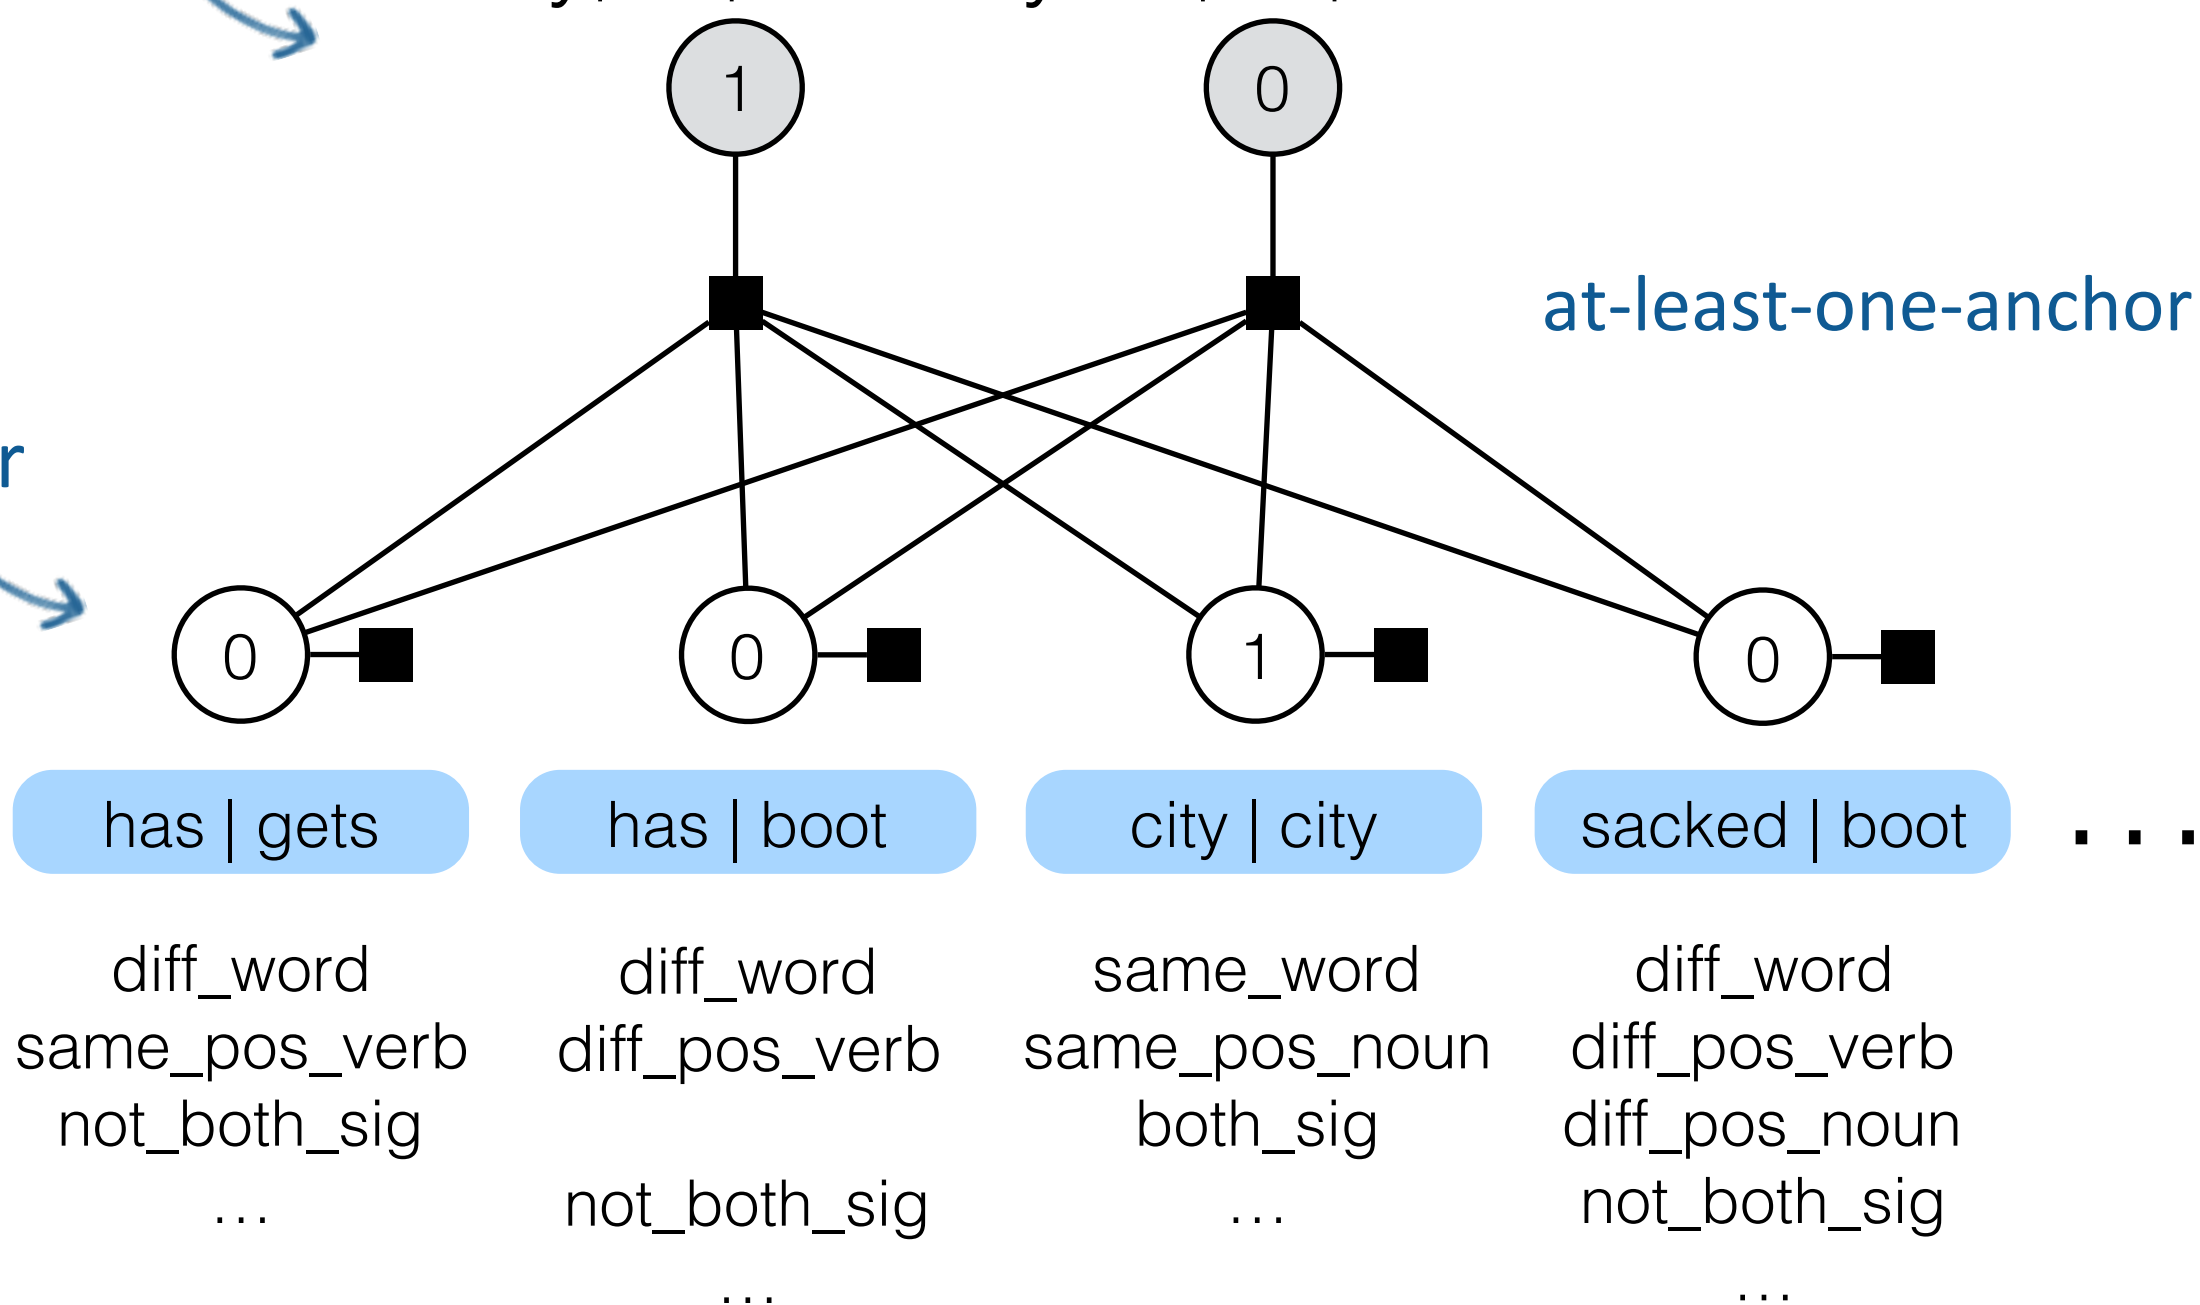 1 0
at-least-one-anchor
r
0 0 1 0
has | gets has | boot city | city sacked | boot ...
diff_word diff_word same_word diff_word
same_pos_verb diff_pos_verb same_pos_noun diff_pos_verb
not_both_sig both_sig diff_pos_noun
... not_both_sig ... not_both_sig
... ...